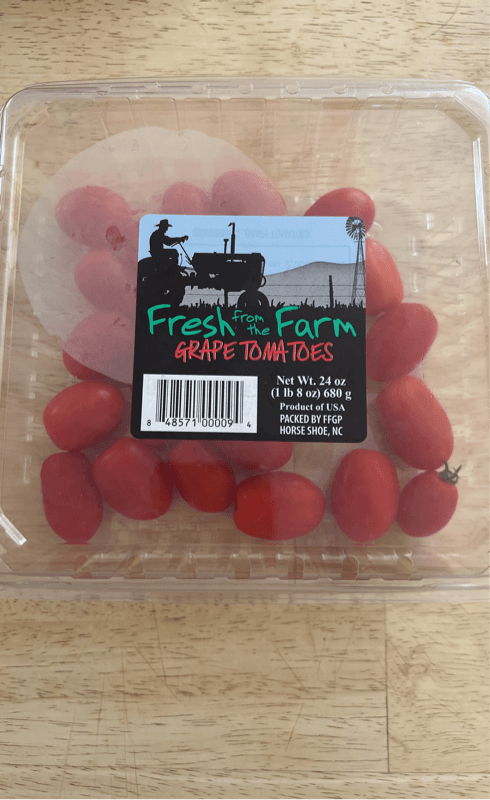 Fresh from the Farm
GRAPE TOMATOES
Net Wt. 24 oz
(1 lb 8 oz) 680 g
Product of USA
PACKED BY FFGP
HORSE SHOE, NC
8 48571 00009 4